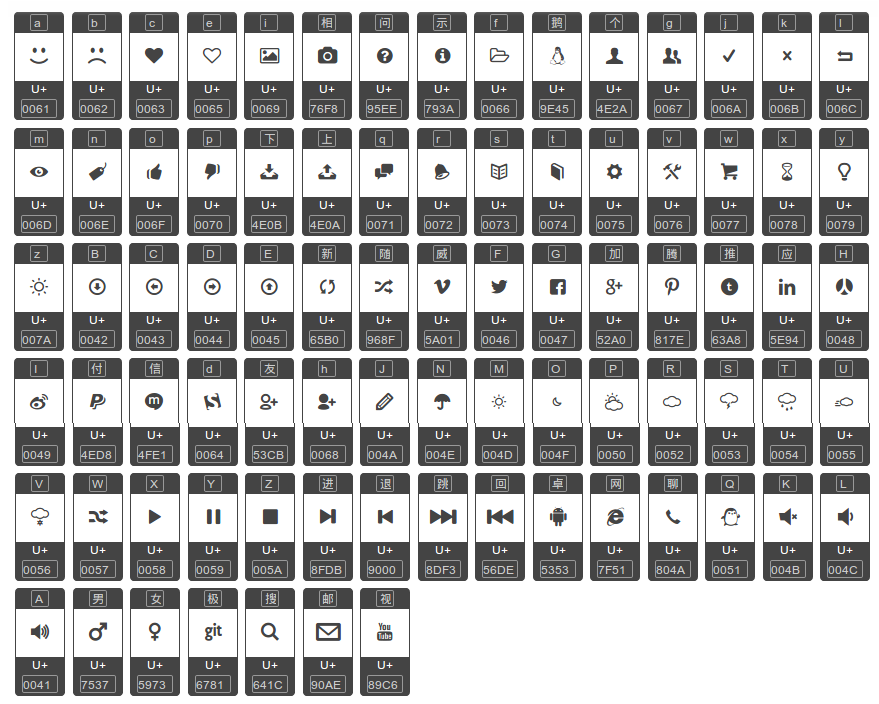 a b c e i 相 问 示 f 鹅 个 g j k l
U+ U+ U+ U+ U+ U+ U+ U+ U+ U+ U+ U+ U+ U+ U+
0061 0062 0063 0065 0069 76F8 95EE 793A 0066 9E45 4E2A 0067 006A 006B 006C
m n o p 下 上 q r s t u v w x y
U+ U+ U+ U+ U+ U+ U+ U+ U+ U+ U+ U+ U+ U+ U+
006D 006E 006F 0070 4E0B 4E0A 0071 0072 0073 0074 0075 0076 0077 0078 0079
z B C D E 新 随 威 F G 加 腾 推 应 H
t in
U+ U+ U+ U+ U+ U+ U+ U+ U+ U+ U+ U+ U+ U+ U+
007A 0042 0043 0044 0045 65B0 968F 5A01 0046 0047 52A0 817E 63A8 5E94 0048
I 付 信 d 友 h J N M O P R S T U
U+ U+ U+ U+ U+ U+ U+ U+ U+ U+ U+ U+ U+ U+ U+
0049 4ED8 4FE1 0064 53CB 0068 004A 004E 004D 004F 0050 0052 0053 0054 0055
V W X Y Z 进 退 跳 回 卓 网 聊 Q K L
U+ U+ U+ U+ U+ U+ U+ U+ U+ U+ U+ U+ U+ U+ U+
0056 0057 0058 0059 005A 8FDB 9000 8DF3 56DE 5353 7F51 804A 0051 004B 004C
A 男 女 极 搜 邮 视
git You Tube
U+ U+ U+ U+ U+ U+ U+
0041 7537 5973 6781 641C 90AE 89C6